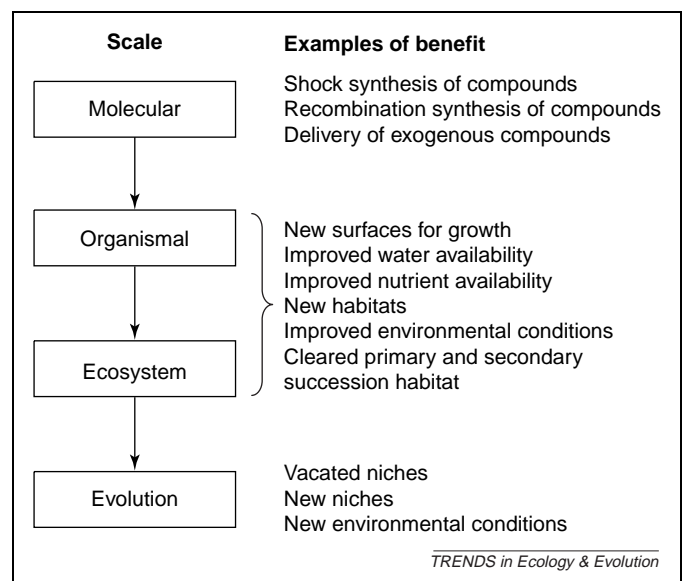 Scale
Examples of benefit
Molecular
Shock synthesis of compounds
Recombination synthesis of compounds
Delivery of exogenous compounds
Organismal
Ecosystem
New surfaces for growth
Improved water availability
Improved nutrient availability
New habitats
Improved environmental conditions
Cleared primary and secondary
succession habitat
Evolution
Vacated niches
New niches
New environmental conditions
TRENDS in Ecology & Evolution